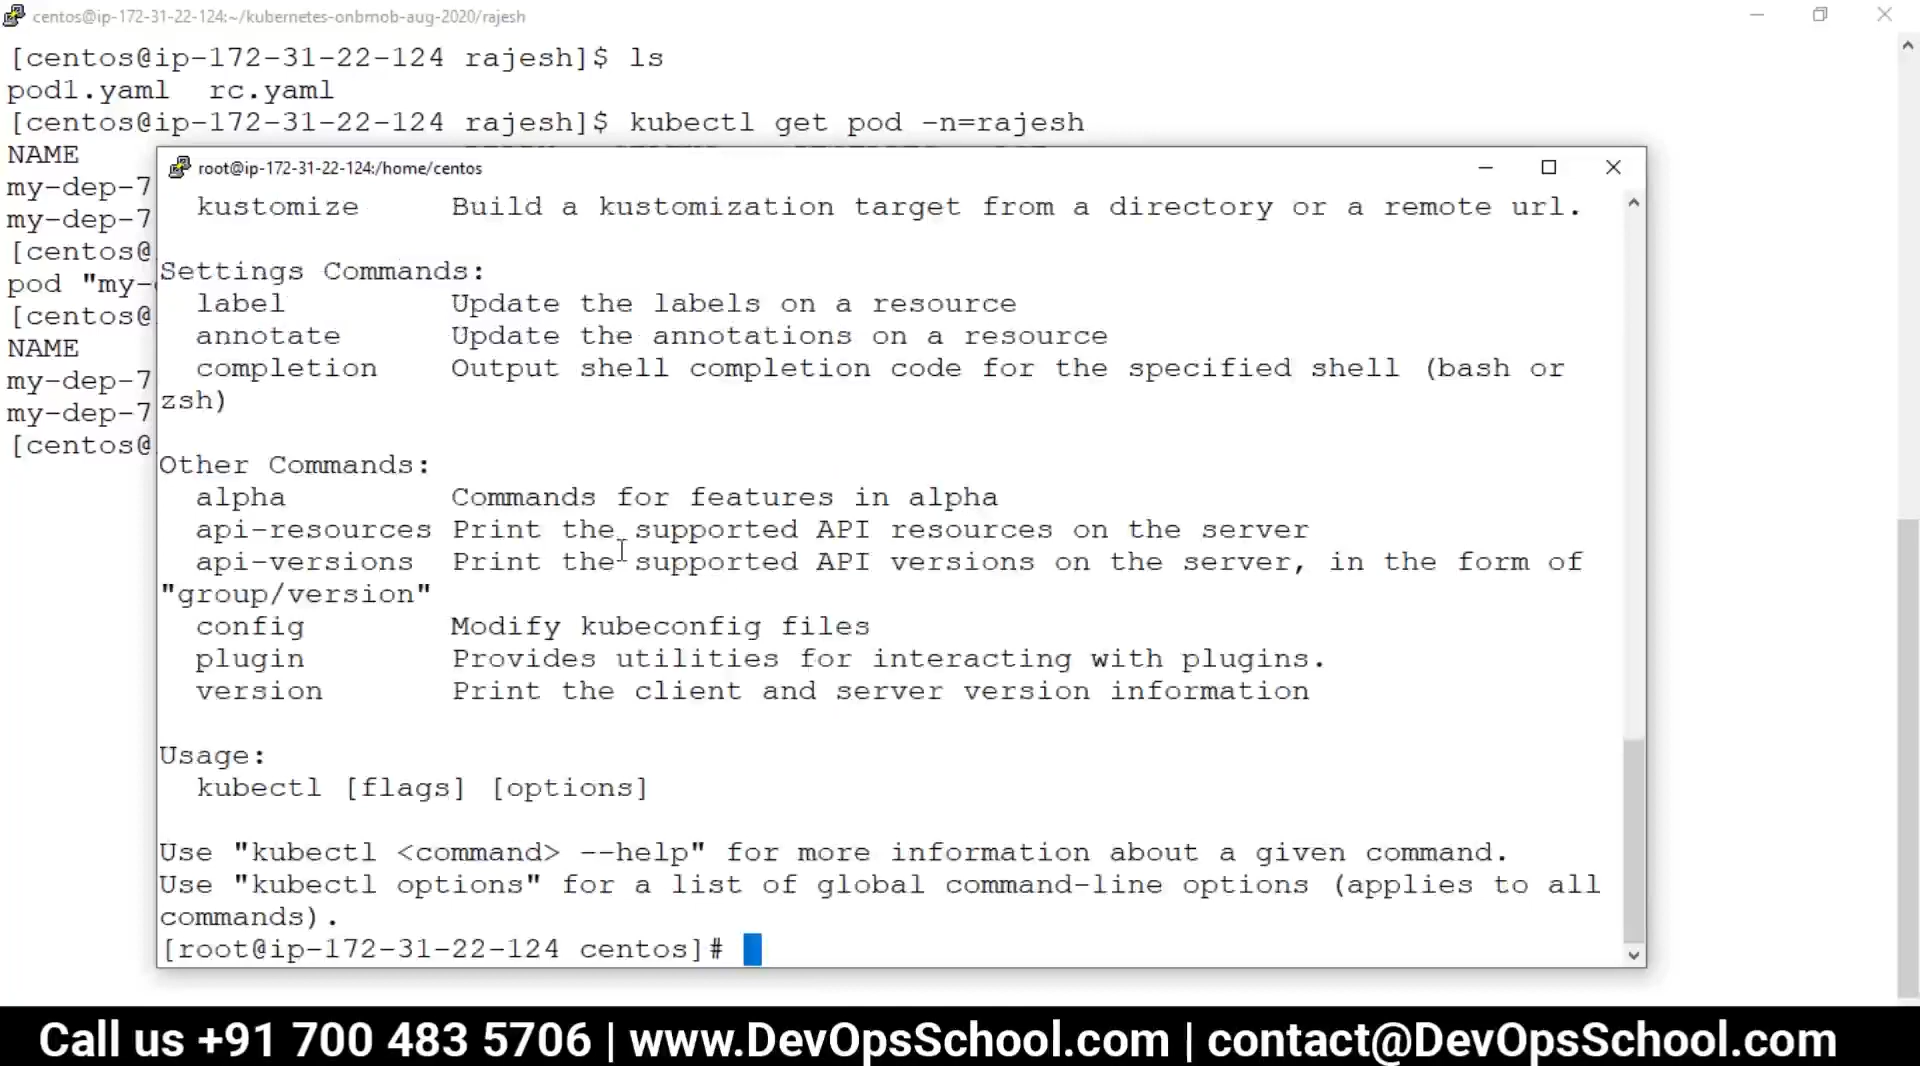 centos@ip-172-31-22-124:~/kubernetes-onbmob-aug-2020/rajesh
[centos@ip-172-31-22-124 rajesh]$ ls
pod1.yaml  rc.yaml
[centos@ip-172-31-22-124 rajesh]$ kubectl get pod -n=rajesh
NAME
my-dep-7
my-dep-7
[centos@
pod "my-
[centos@
NAME
my-dep-7
my-dep-7
[centos@
root@ip-172-31-22-124:/home/centos
kustomize     Build a kustomization target from a directory or a remote url.
Settings Commands:
label         Update the labels on a resource
annotate      Update the annotations on a resource
completion    Output shell completion code for the specified shell (bash or
zsh)
Other Commands:
alpha         Commands for features in alpha
api-resources Print the supported API resources on the server
api-versions  Print the supported API versions on the server, in the form of
"group/version"
config        Modify kubeconfig files
plugin        Provides utilities for interacting with plugins.
version       Print the client and server version information
Usage:
kubectl [flags] [options]
Use "kubectl <command> --help" for more information about a given command.
Use "kubectl options" for a list of global command-line options (applies to all
commands).
[root@ip-172-31-22-124 centos]#
Call us +91 700 483 5706 | www.DevOpsSchool.com | contact@DevOpsSchool.com